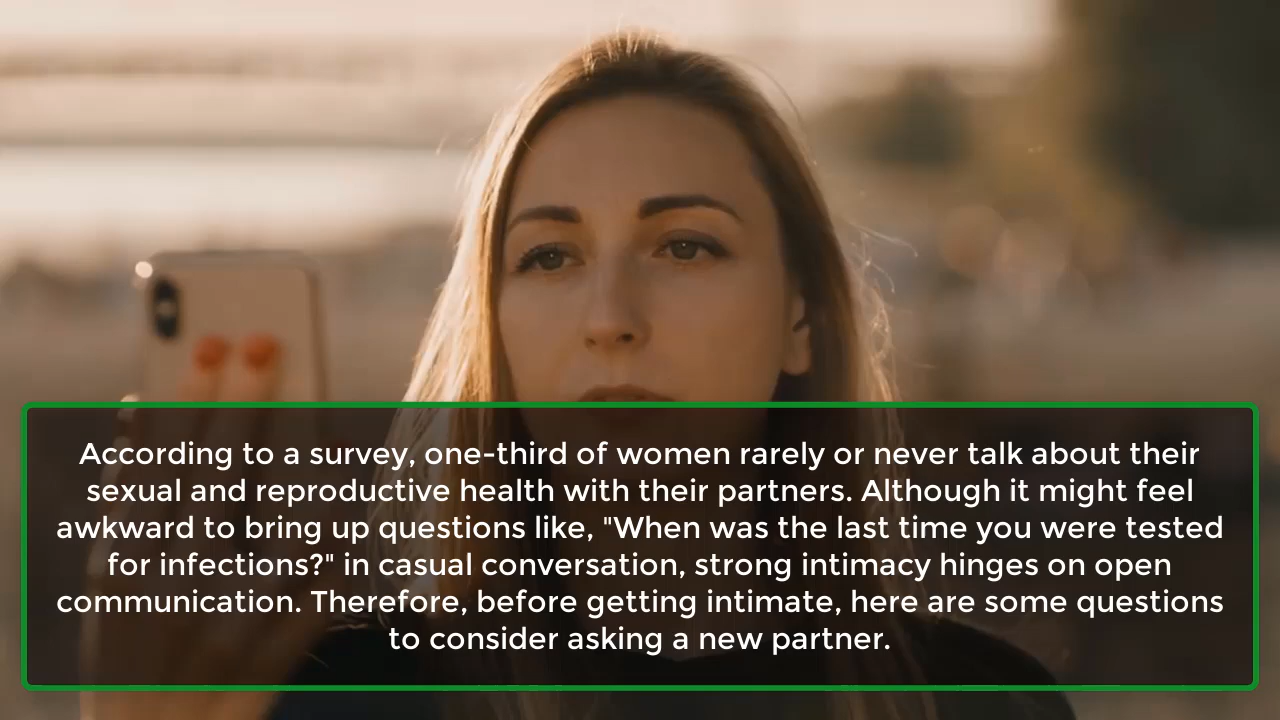 According to a survey, one-third of women rarely or never talk about their
sexual and reproductive health with their partners. Although it might feel
awkward to bring up questions like, "When was the last time you were tested
for infections?" in casual conversation, strong intimacy hinges on open
communication. Therefore, before getting intimate, here are some questions
to consider asking a new partner.